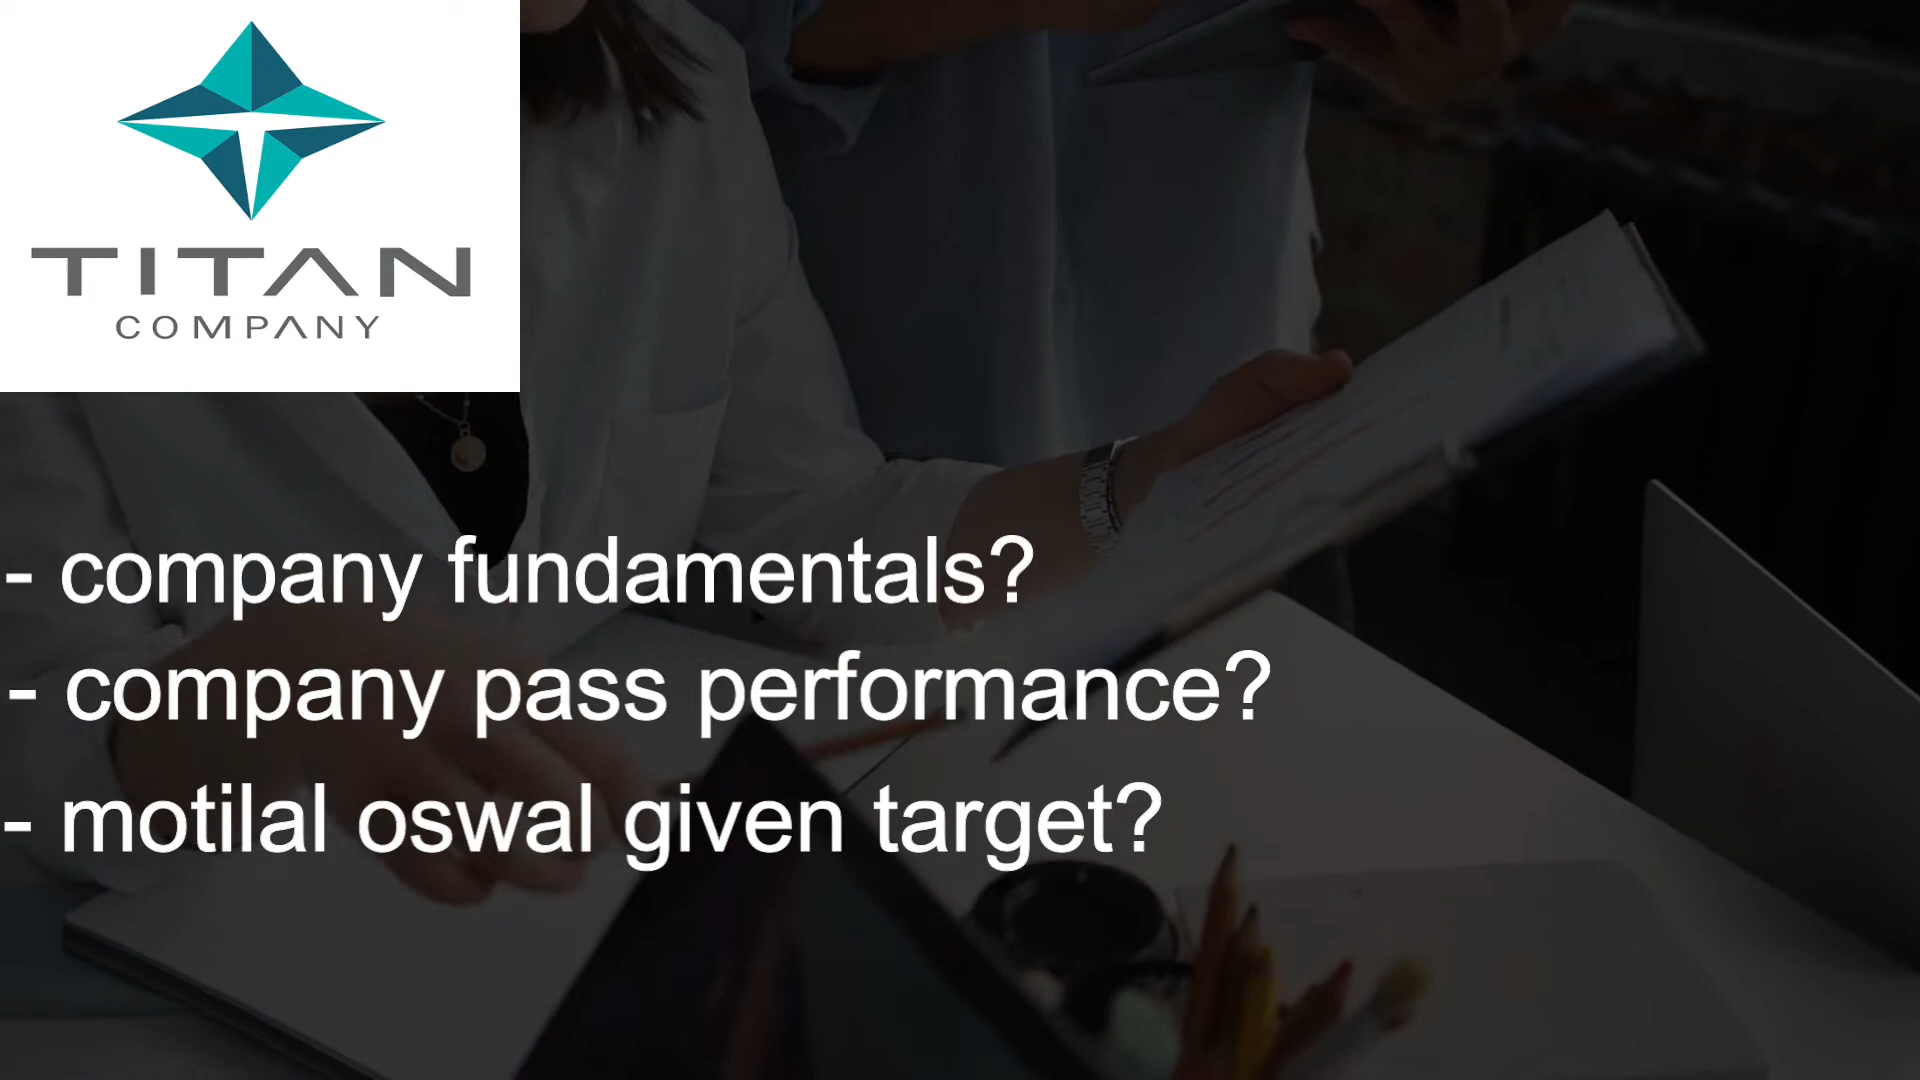 TITAN
COMPANY
- company fundamentals?
- company pass performance?
- motilal oswal given target?